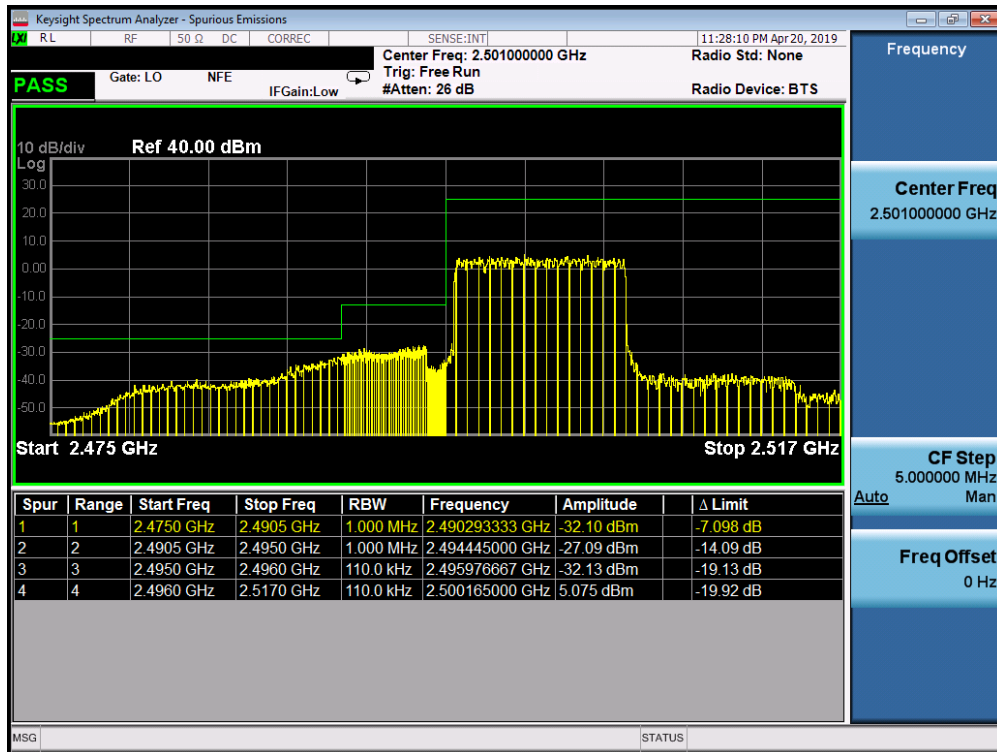 Keysight Spectrum Analyzer - Spurious Emissions
LXI RL RF 50 Ω DC CORREC SENSE:INT 11:28:10 PM Apr 20, 2019
Center Freq: 2.501000000 GHz Radio Std: None
PASS Gate: LO NFE Trig: Free Run
IFGain:Low #Atten: 26 dB Radio Device: BTS
10 dB/div Ref 40.00 dBm
Log
30.0
20.0
10.0
0.00
-10.0
-20.0
-30.0
-40.0
-50.0
Start 2.475 GHz Stop 2.517 GHz
Spur Range Start Freq Stop Freq RBW Frequency Amplitude Δ Limit
1 1 2.4750 GHz 2.4905 GHz 1.000 MHz 2.490293333 GHz -32.10 dBm -7.098 dB
2 2 2.4905 GHz 2.4950 GHz 1.000 MHz 2.494445000 GHz -27.09 dBm -14.09 dB
3 3 2.4950 GHz 2.4960 GHz 110.0 kHz 2.495976667 GHz -32.13 dBm -19.13 dB
4 4 2.4960 GHz 2.5170 GHz 110.0 kHz 2.500165000 GHz 5.075 dBm -19.92 dB
MSG STATUS
Frequency
Center Freq
2.501000000 GHz
CF Step
5.000000 MHz
Auto Man
Freq Offset
0 Hz